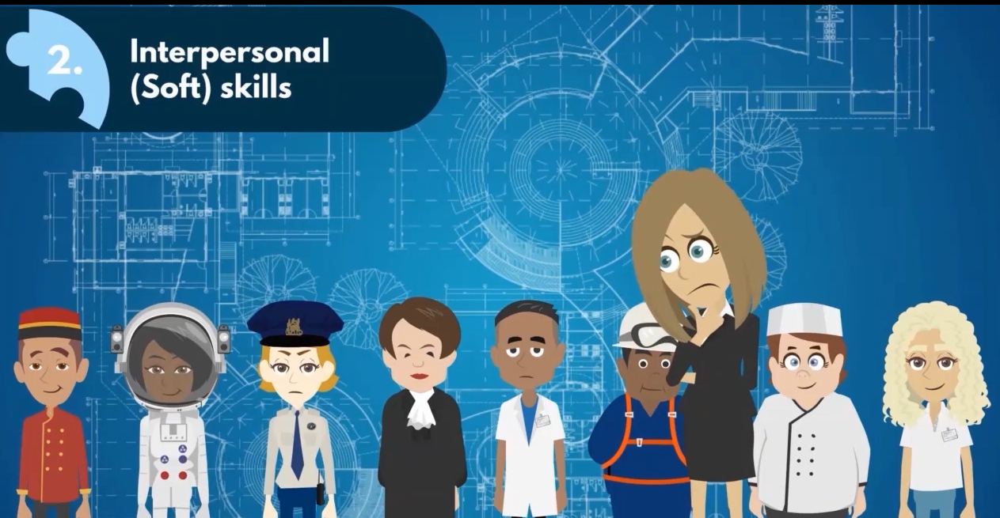 2.
Interpersonal
(Soft) skills